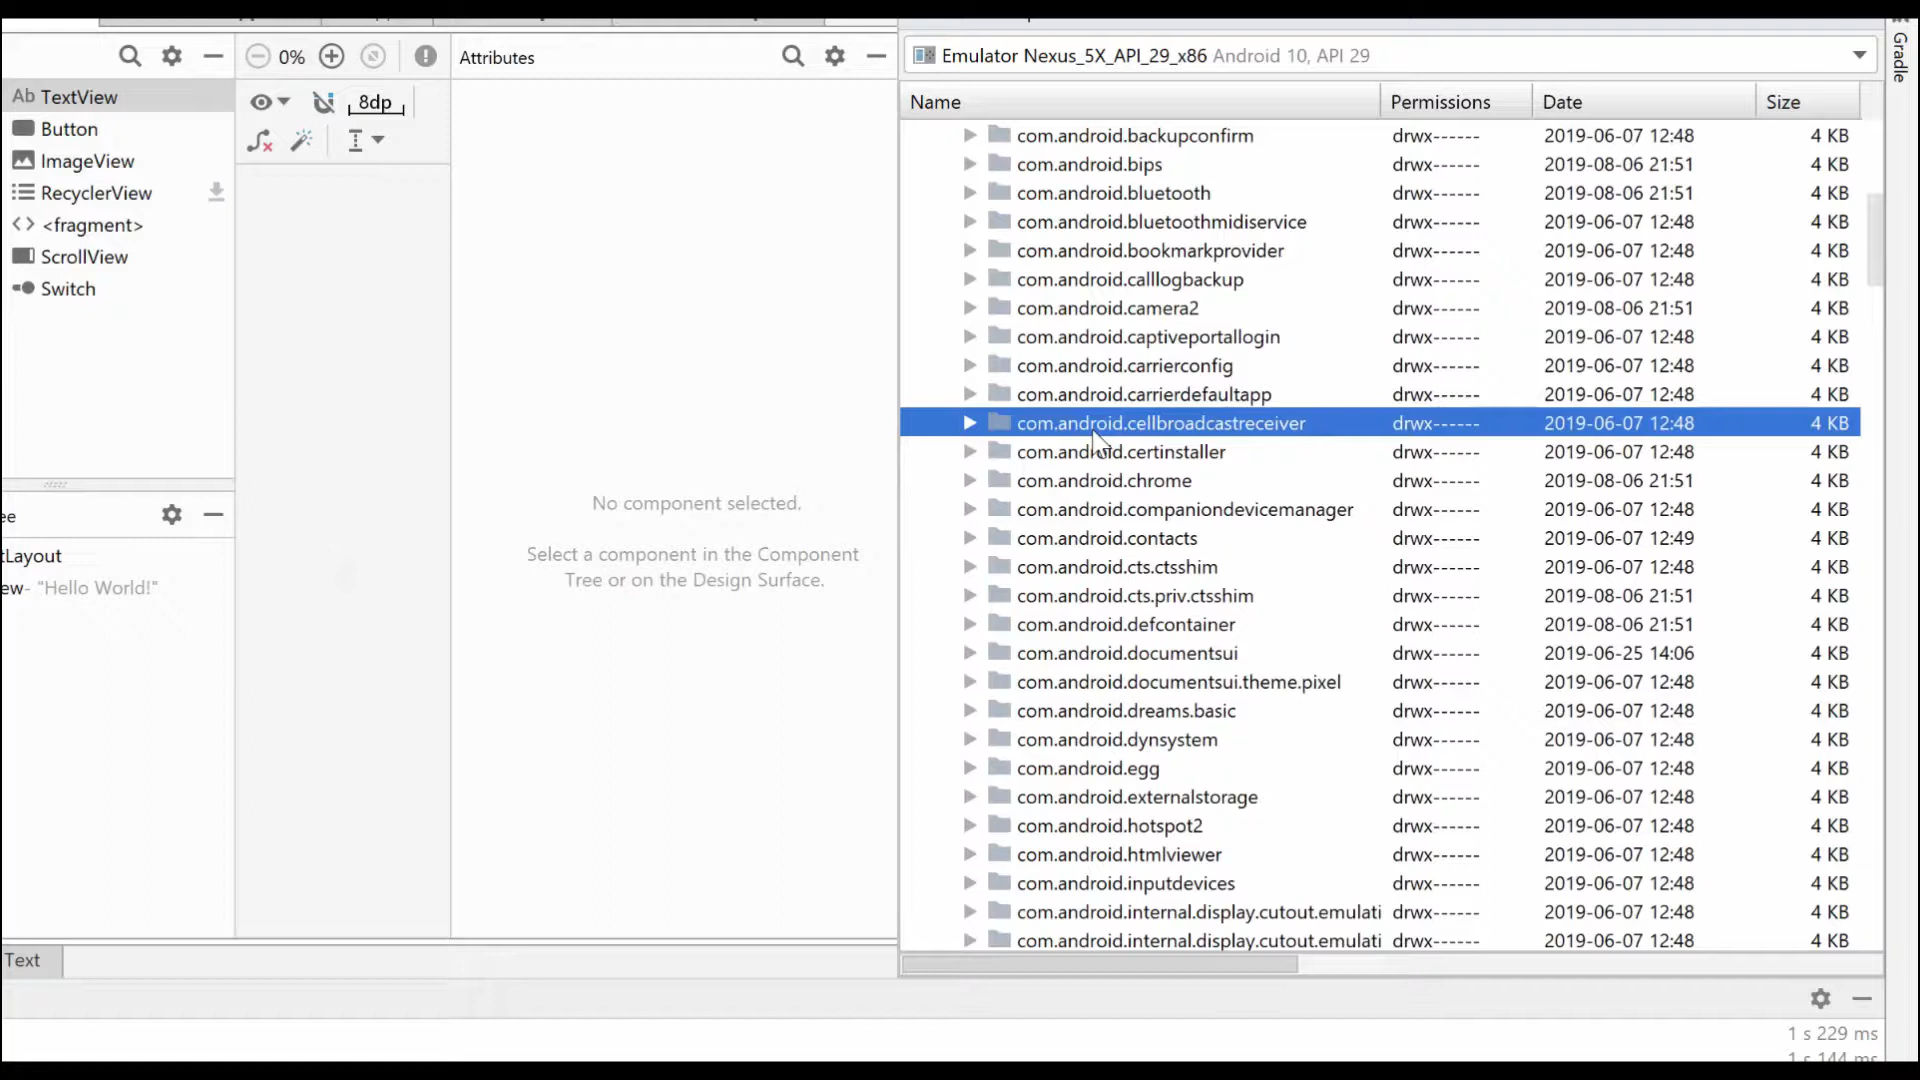 0%
Attributes
Emulator Nexus_5X_API_29_x86 Android 10, API 29
Gradle
Ab TextView
Button
ImageView
RecyclerView
<fragment>
ScrollView
Switch
8dp
ee
tLayout
ew- "Hello World!"
Text
No component selected.
Select a component in the Component
Tree or on the Design Surface.
Name Permissions Date Size
com.android.backupconfirm drwx------ 2019-06-07 12:48 4 KB
com.android.bips drwx------ 2019-08-06 21:51 4 KB
com.android.bluetooth drwx------ 2019-08-06 21:51 4 KB
com.android.bluetoothmidiservice drwx------ 2019-06-07 12:48 4 KB
com.android.bookmarkprovider drwx------ 2019-06-07 12:48 4 KB
com.android.calllogbackup drwx------ 2019-06-07 12:48 4 KB
com.android.camera2 drwx------ 2019-08-06 21:51 4 KB
com.android.captiveportallogin drwx------ 2019-06-07 12:48 4 KB
com.android.carrierconfig drwx------ 2019-06-07 12:48 4 KB
com.android.carrierdefaultapp drwx------ 2019-06-07 12:48 4 KB
com.android.cellbroadcastreceiver drwx------ 2019-06-07 12:48 4 KB
com.android.certinstaller drwx------ 2019-06-07 12:48 4 KB
com.android.chrome drwx------ 2019-08-06 21:51 4 KB
com.android.companiondevicemanager drwx------ 2019-06-07 12:48 4 KB
com.android.contacts drwx------ 2019-06-07 12:49 4 KB
com.android.cts.ctsshim drwx------ 2019-06-07 12:48 4 KB
com.android.cts.priv.ctsshim drwx------ 2019-08-06 21:51 4 KB
com.android.defcontainer drwx------ 2019-08-06 21:51 4 KB
com.android.documentsui drwx------ 2019-06-25 14:06 4 KB
com.android.documentsui.theme.pixel drwx------ 2019-06-07 12:48 4 KB
com.android.dreams.basic drwx------ 2019-06-07 12:48 4 KB
com.android.dynsystem drwx------ 2019-06-07 12:48 4 KB
com.android.egg drwx------ 2019-06-07 12:48 4 KB
com.android.externalstorage drwx------ 2019-06-07 12:48 4 KB
com.android.hotspot2 drwx------ 2019-06-07 12:48 4 KB
com.android.htmlviewer drwx------ 2019-06-07 12:48 4 KB
com.android.inputdevices drwx------ 2019-06-07 12:48 4 KB
com.android.internal.display.cutout.emulati drwx------ 2019-06-07 12:48 4 KB
com.android.internal.display.cutout.emulati drwx------ 2019-06-07 12:48 4 KB
1 s 229 ms
1 s 144 ms